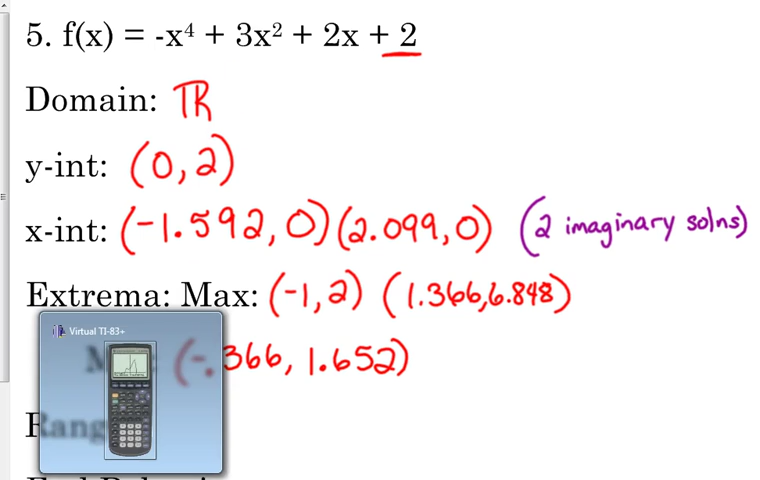 5. f(x) = -x⁴ + 3x² + 2x + 2
Domain: ℝ
y-int: (0, 2)
x-int: (-1.592, 0) (2.099, 0) (2 imaginary solns)
Extrema: Max: (-1, 2) (1.366, 6.848)
Virtual TI-83+
(-.366, 1.652)
Rang